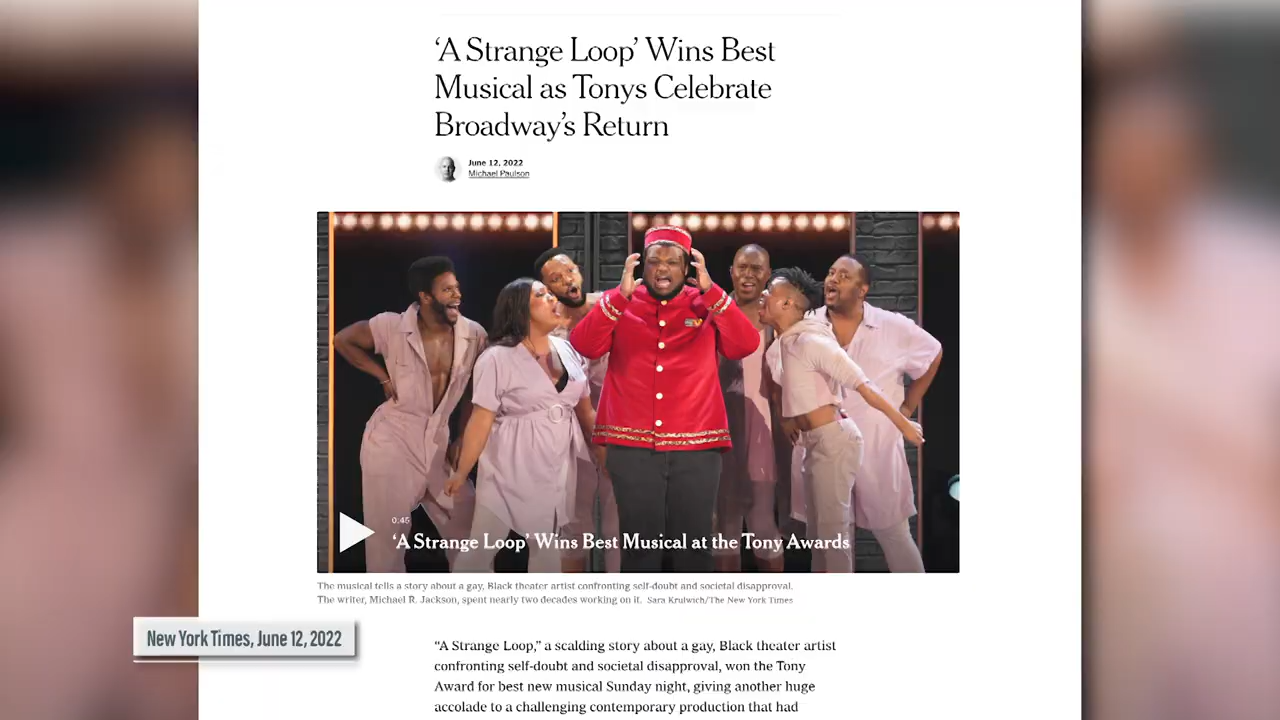 ‘A Strange Loop’ Wins Best
Musical as Tonys Celebrate
Broadway’s Return
June 12, 2022
Michael Paulson
0:45
‘A Strange Loop’ Wins Best Musical at the Tony Awards
The musical tells a story about a gay, Black theater artist confronting self-doubt and societal disapproval.
The writer, Michael R. Jackson, spent nearly two decades working on it. Sara Krulwich/The New York Times
New York Times, June 12, 2022
“A Strange Loop,” a scalding story about a gay, Black theater artist
confronting self-doubt and societal disapproval, won the Tony
Award for best new musical Sunday night, giving another huge
accolade to a challenging contemporary production that had